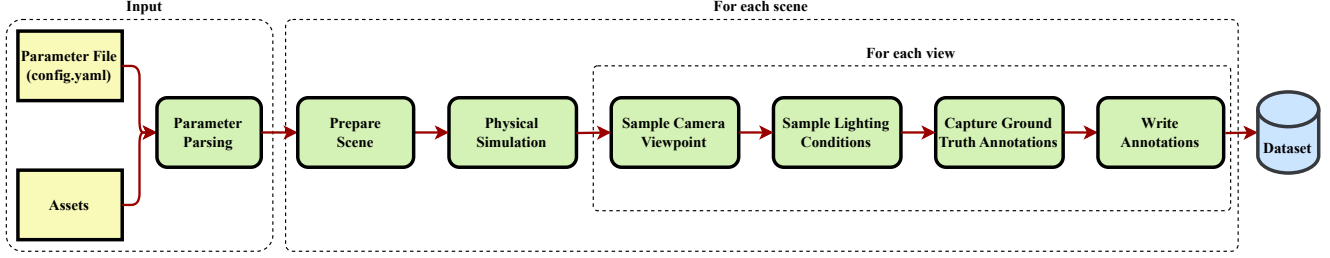 Input
For each scene
For each view
Parameter File
(config.yaml)
Assets
Parameter
Parsing
Prepare
Scene
Physical
Simulation
Sample Camera
Viewpoint
Sample Lighting
Conditions
Capture Ground
Truth Annotations
Write
Annotations
Dataset